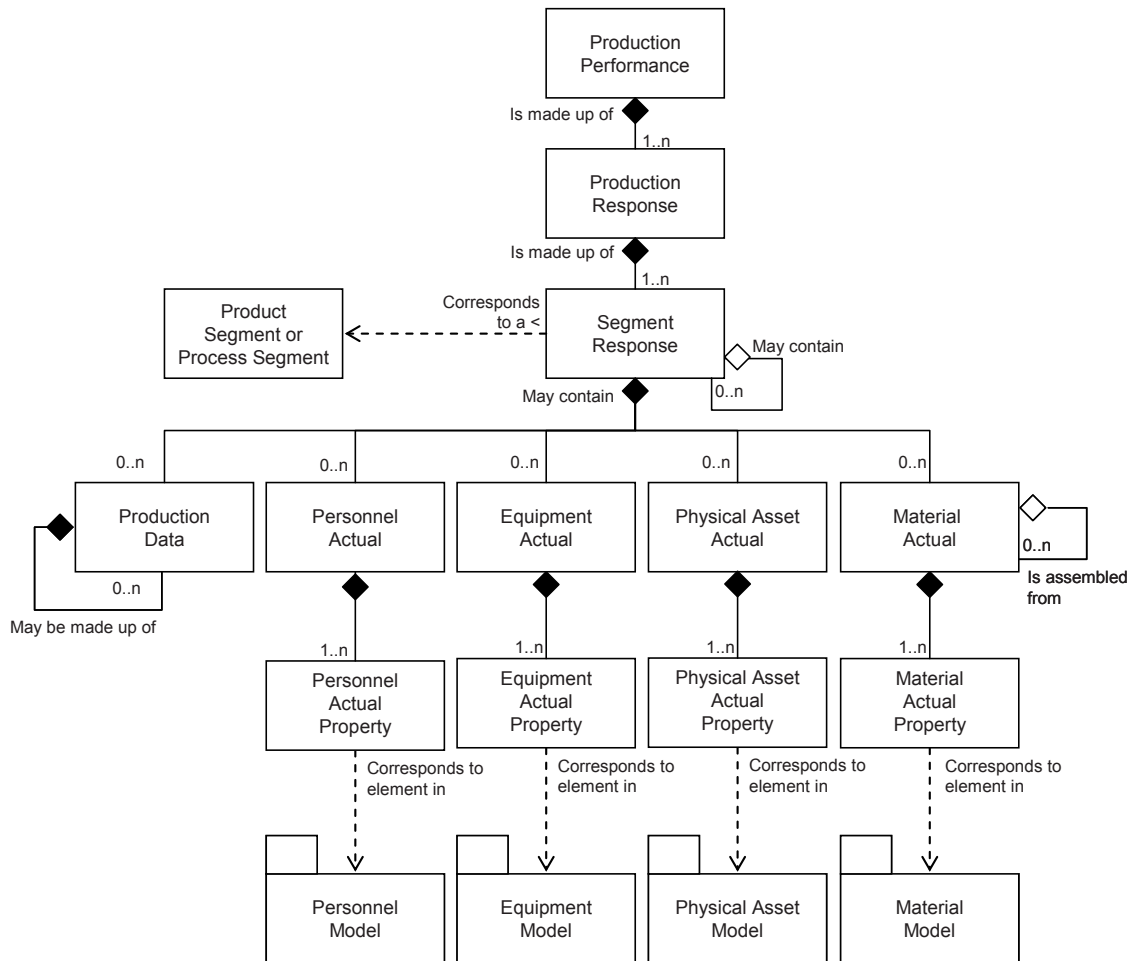 Production
Performance
Is made up of
1..n
Production
Response
Is made up of
1..n
Product
Segment or
Process Segment
Corresponds
to a <
Segment
Response
May contain
0..n
May contain
0..n
0..n
0..n
0..n
0..n
Production
Data
Personnel
Actual
Equipment
Actual
Physical Asset
Actual
Material
Actual
0..n
May be made up of
0..n
Is assembled
from
1..n
1..n
1..n
1..n
Personnel
Actual
Property
Equipment
Actual
Property
Physical Asset
Actual
Property
Material
Actual
Property
Corresponds to
element in
Corresponds to
element in
Corresponds to
element in
Corresponds to
element in
Personnel
Model
Equipment
Model
Physical Asset
Model
Material
Model